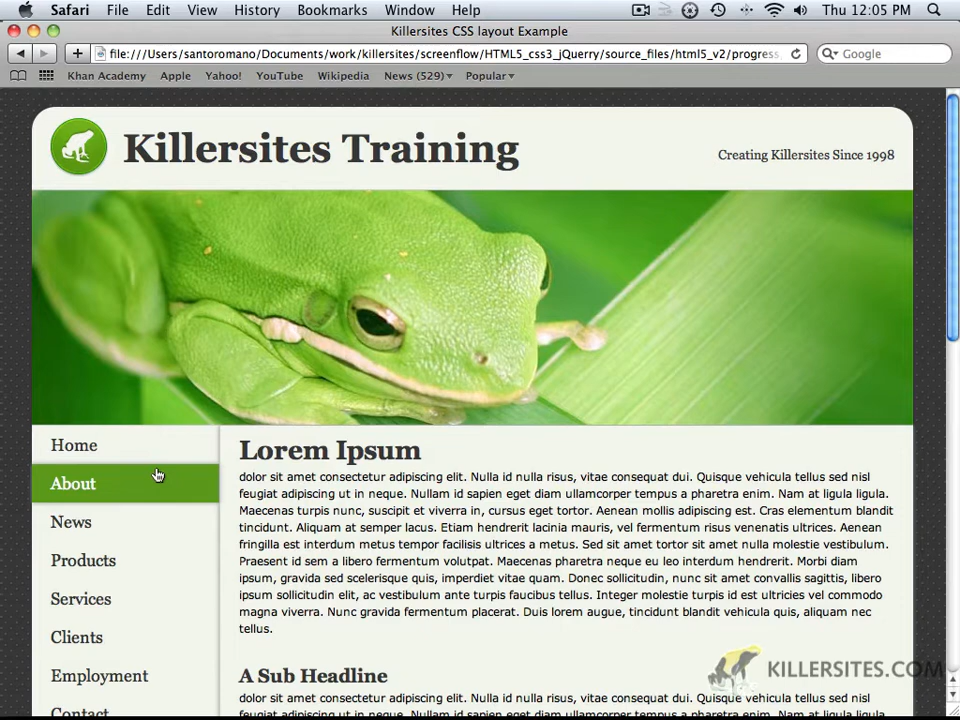 Safari File Edit View History Bookmarks Window Help Thu 12:05 PM
Killersites CSS layout Example
file:///Users/santoromano/Documents/work/killersites/screenflow/HTML5_css3_jQuerry/source_files/html5_v2/progress_ Google
Khan Academy Apple Yahoo! YouTube Wikipedia News (529) Popular
Killersites Training
Creating Killersites Since 1998
Home
About
News
Products
Services
Clients
Employment
Contact
Lorem Ipsum
dolor sit amet consectetur adipiscing elit. Nulla id nulla risus, vitae consequat dui. Quisque vehicula tellus sed nisl
feugiat adipiscing ut in neque. Nullam id sapien eget diam ullamcorper tempus a pharetra enim. Nam at ligula ligula.
Maecenas turpis nunc, suscipit et viverra in, cursus eget tortor. Aenean mollis adipiscing est. Cras elementum blandit
tincidunt. Aliquam at semper lacus. Etiam hendrerit lacinia mauris, vel fermentum risus venenatis ultrices. Aenean
fringilla est interdum metus tempor facilisis ultrices a metus. Sed sit amet tortor sit amet nulla molestie vestibulum.
Praesent id sem a libero fermentum volutpat. Maecenas pharetra neque eu leo interdum hendrerit. Morbi diam
ipsum, gravida sed scelerisque quis, imperdiet vitae quam. Donec sollicitudin, nunc sit amet convallis sagittis, libero
ipsum sollicitudin elit, ac vestibulum ante turpis faucibus tellus. Integer molestie turpis id est ultricies vel commodo
magna viverra. Nunc gravida fermentum placerat. Duis lorem augue, tincidunt blandit vehicula quis, aliquam nec
tellus.
A Sub Headline
dolor sit amet consectetur adipiscing elit. Nulla id nulla risus, vitae consequat dui. Quisque vehicula tellus sed nisl
KILLERSITES.COM